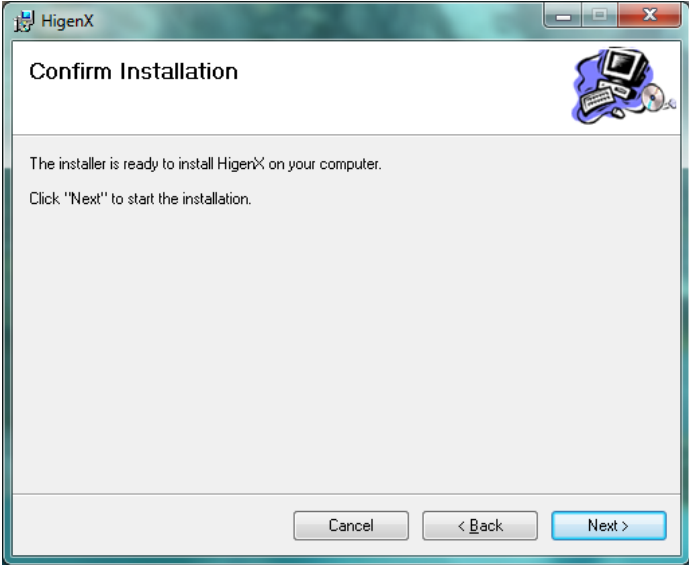 HigenX
Confirm Installation
The installer is ready to install HigenX on your computer.
Click "Next" to start the installation.
Cancel
< Back
Next >